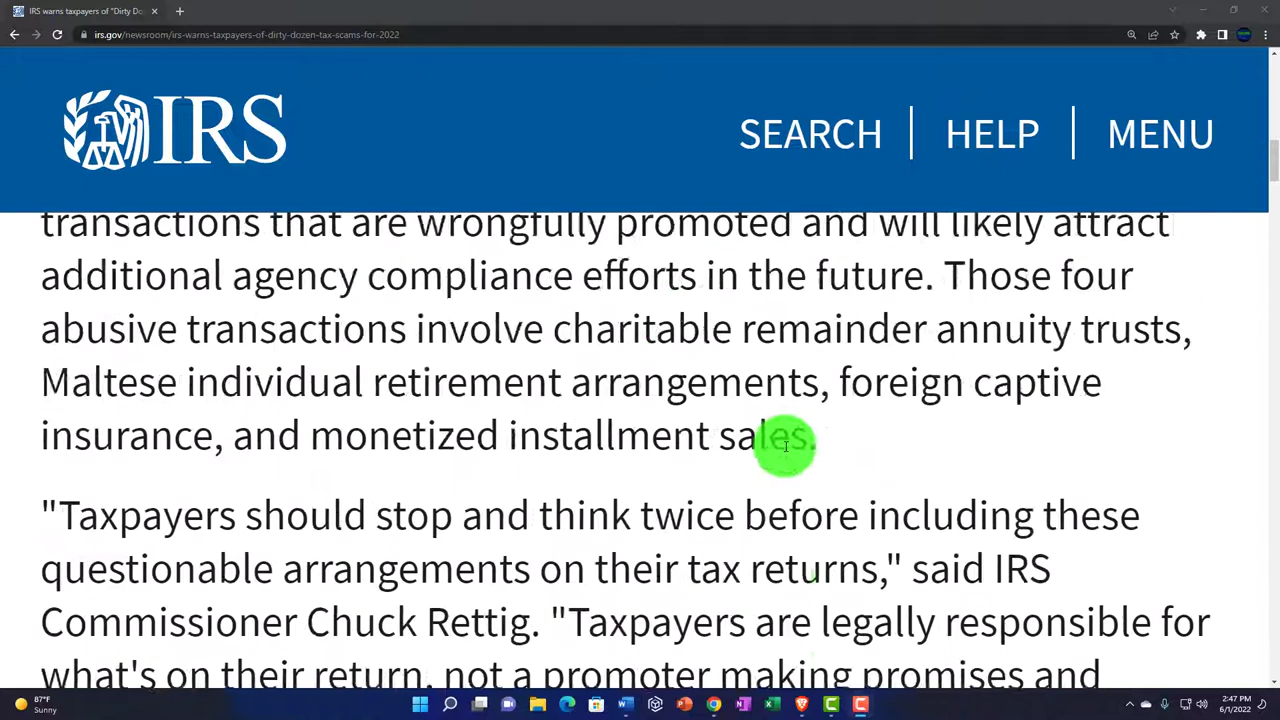 IRS warns taxpayers of "Dirty Do
irs.gov/newsroom/irs-warns-taxpayers-of-dirty-dozen-tax-scams-for-2022
IRS
SEARCH
HELP
MENU
transactions that are wrongfully promoted and will likely attract
additional agency compliance efforts in the future. Those four
abusive transactions involve charitable remainder annuity trusts,
Maltese individual retirement arrangements, foreign captive
insurance, and monetized installment sales.
"Taxpayers should stop and think twice before including these
questionable arrangements on their tax returns," said IRS
Commissioner Chuck Rettig. "Taxpayers are legally responsible for
what's on their return, not a promoter making promises and
87°F
Sunny
2:47 PM
6/1/2022